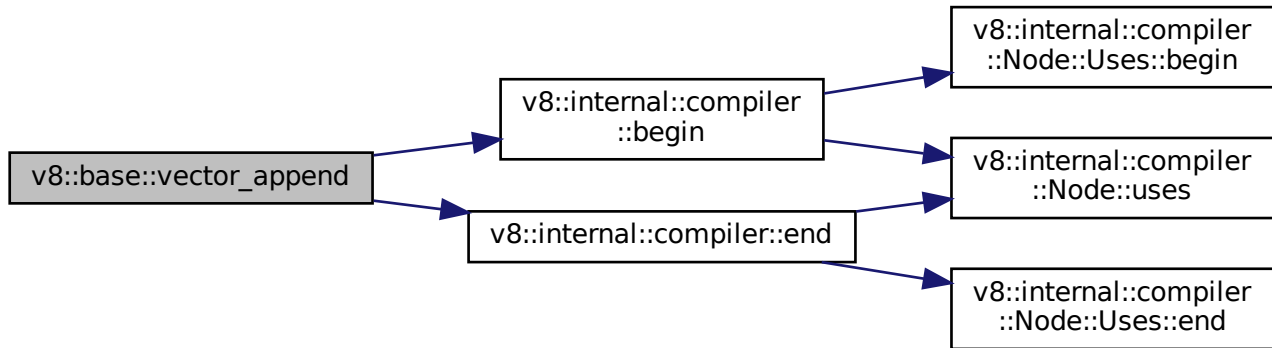 v8::base::vector_append
v8::internal::compiler
::begin
v8::internal::compiler::end
v8::internal::compiler
::Node::Uses::begin
v8::internal::compiler
::Node::uses
v8::internal::compiler
::Node::Uses::end